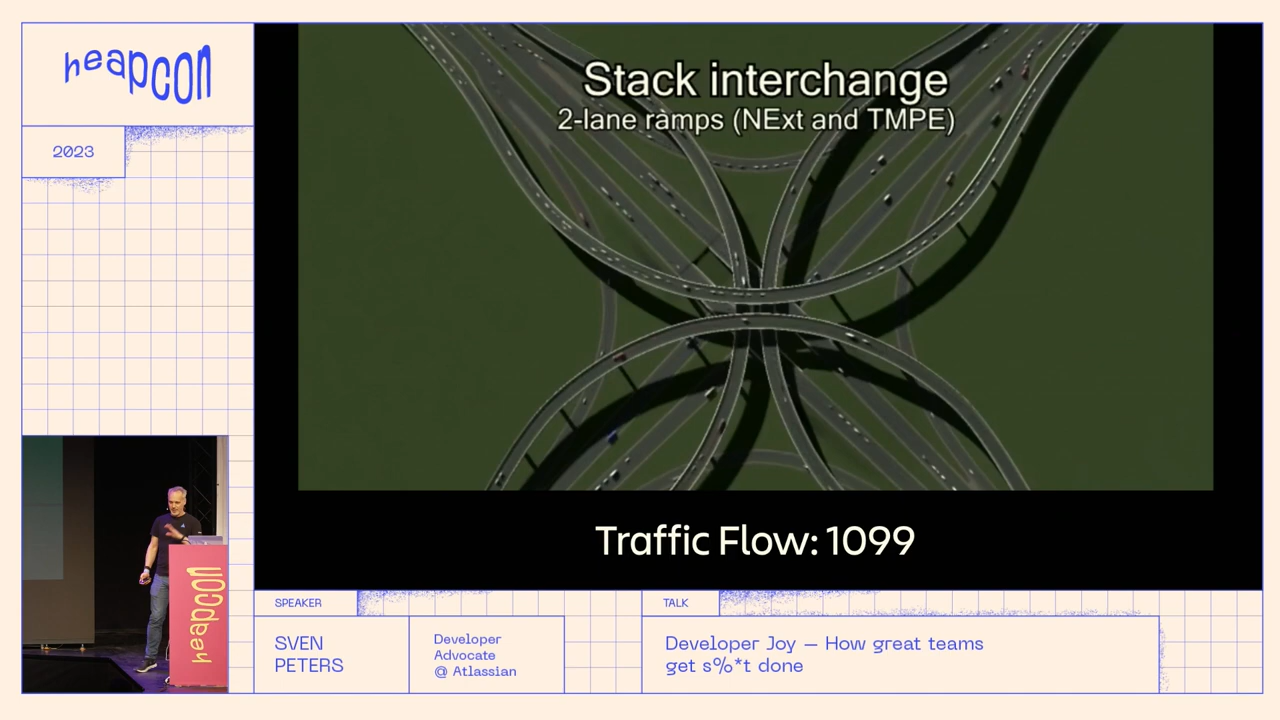 heapcon
2023
Stack interchange
2-lane ramps (NExt and TMPE)
Traffic Flow: 1099
heapcon
SPEAKER
SVEN
PETERS
Developer
Advocate
@ Atlassian
TALK
Developer Joy – How great teams
get s%*t done